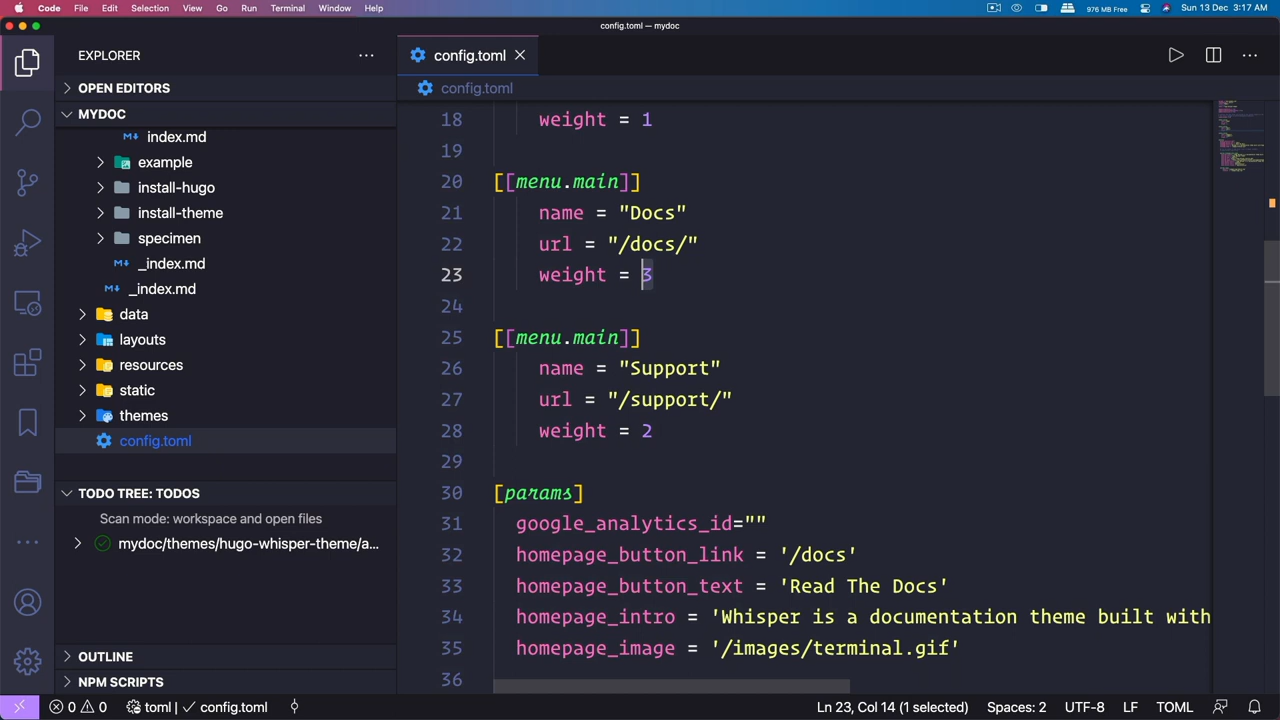 Code File Edit Selection View Go Run Terminal Window Help 976 MB Free Sun 13 Dec 3:17 AM
config.toml — mydoc
EXPLORER
config.toml
OPEN EDITORS
config.toml
MYDOC
index.md
example
install-hugo
install-theme
specimen
_index.md
_index.md
data
layouts
resources
static
themes
config.toml
TODO TREE: TODOS
Scan mode: workspace and open files
mydoc/themes/hugo-whisper-theme/a...
OUTLINE
NPM SCRIPTS
18 weight = 1
19
20 [[menu.main]]
21 name = "Docs"
22 url = "/docs/"
23 weight = 3
24
25 [[menu.main]]
26 name = "Support"
27 url = "/support/"
28 weight = 2
29
30 [params]
31 google_analytics_id=""
32 homepage_button_link = '/docs'
33 homepage_button_text = 'Read The Docs'
34 homepage_intro = 'Whisper is a documentation theme built with
35 homepage_image = '/images/terminal.gif'
36
0 0 toml | config.toml Ln 23, Col 14 (1 selected) Spaces: 2 UTF-8 LF TOML